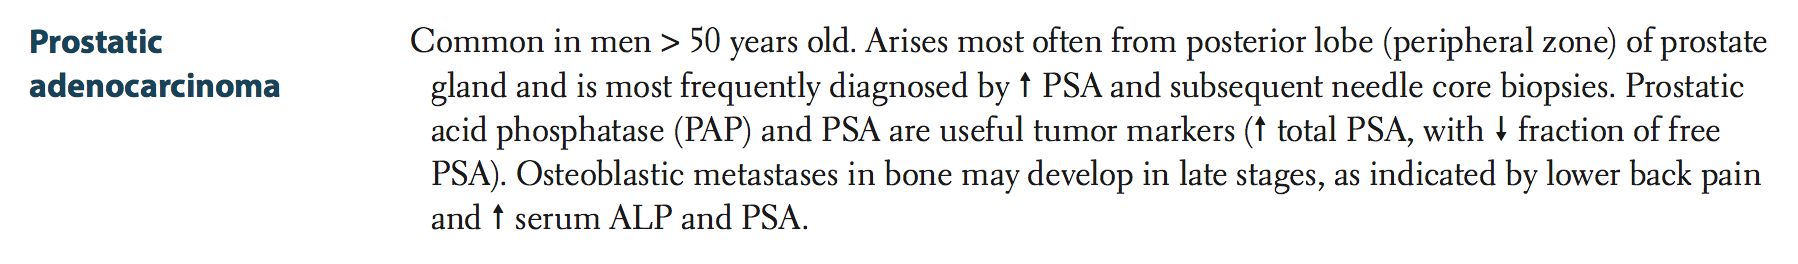 Prostatic
adenocarcinoma
Common in men > 50 years old. Arises most often from posterior lobe (peripheral zone) of prostate
gland and is most frequently diagnosed by ↑ PSA and subsequent needle core biopsies. Prostatic
acid phosphatase (PAP) and PSA are useful tumor markers (↑ total PSA, with ↓ fraction of free
PSA). Osteoblastic metastases in bone may develop in late stages, as indicated by lower back pain
and ↑ serum ALP and PSA.